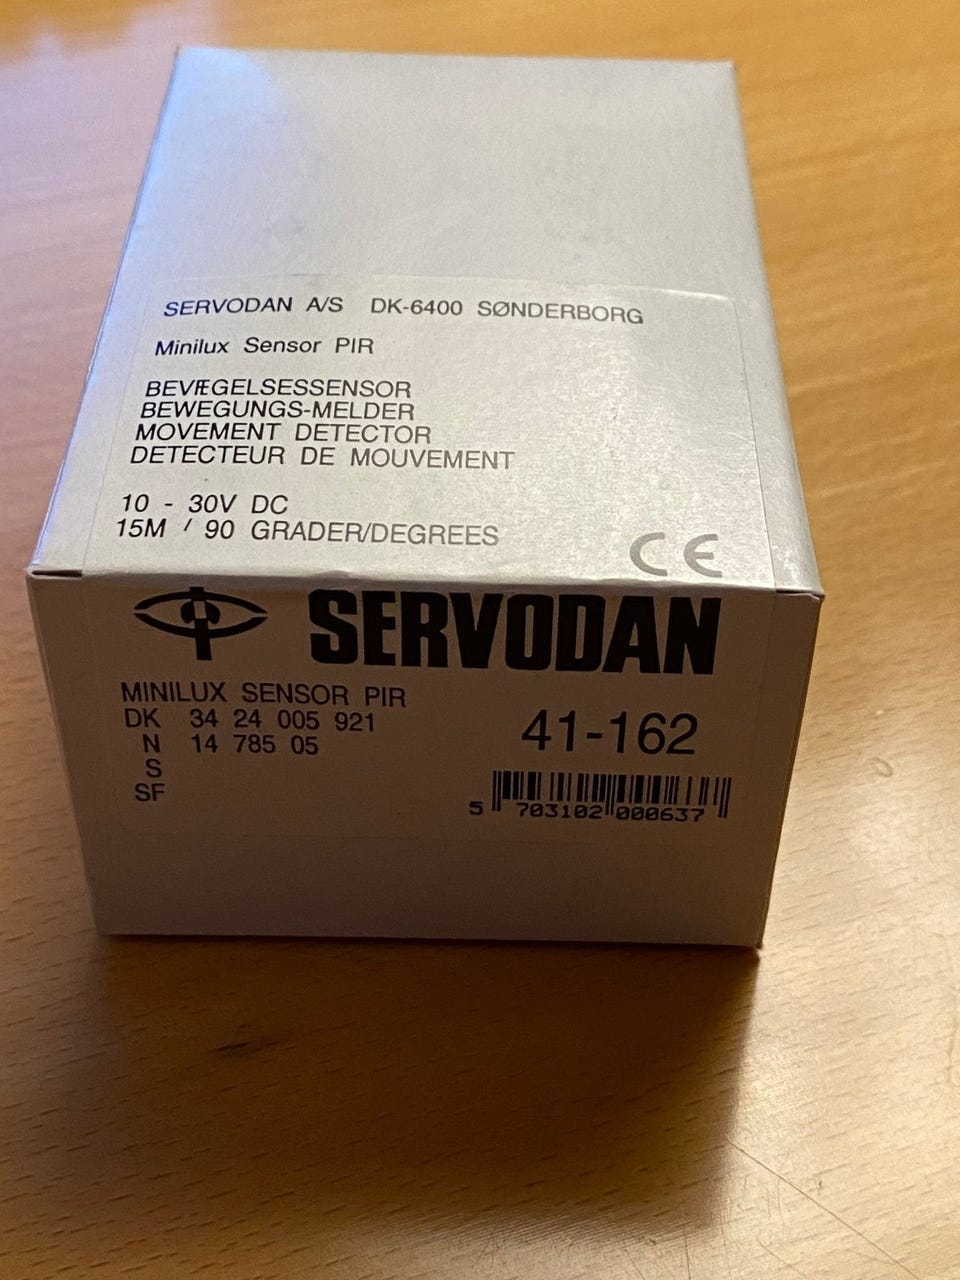 SERVODAN A/S DK-6400 SØNDERBORG
Minilux Sensor PIR
BEVÆGELSESSENSOR
BEWEGUNGS-MELDER
MOVEMENT DETECTOR
DETECTEUR DE MOUVEMENT
10 - 30V DC
15M / 90 GRADER/DEGREES
CE
SERVODAN
MINILUX SENSOR PIR
DK 34 24 005 921
N 14 785 05
S
SF
41-162
5 703102 000637